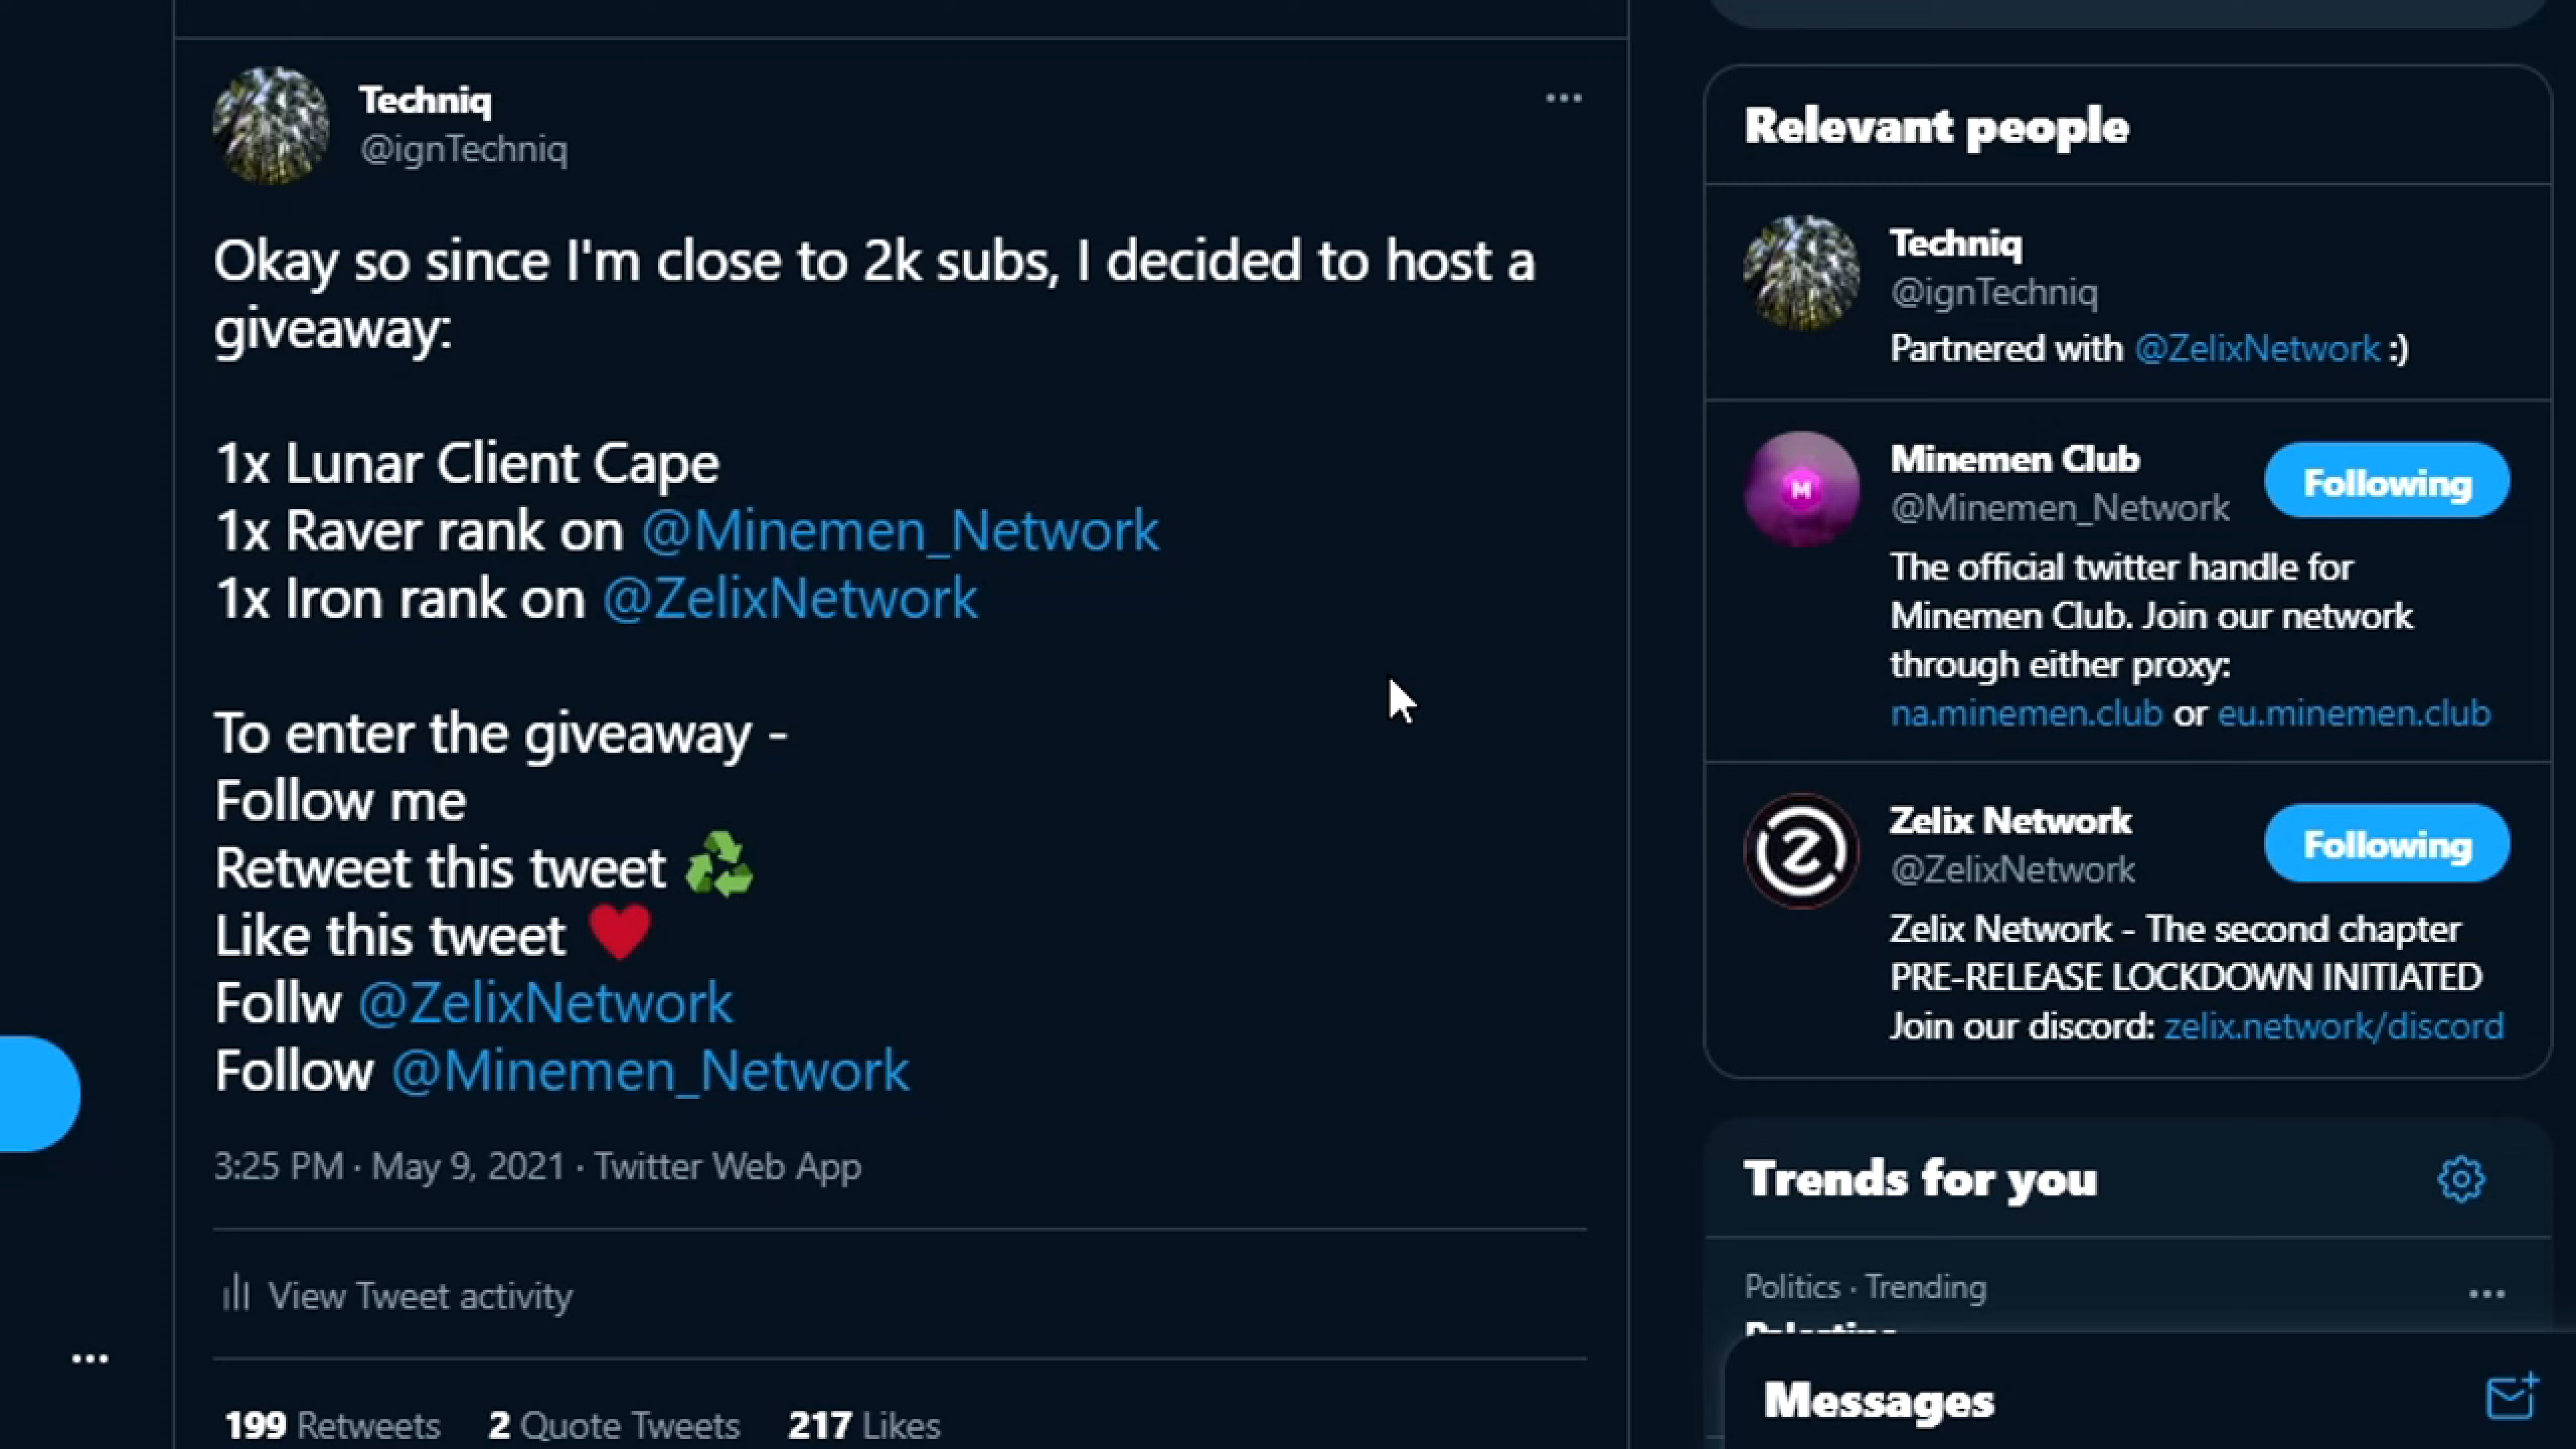 Techniq
@ignTechniq
Okay so since I'm close to 2k subs, I decided to host a
giveaway:
1x Lunar Client Cape
1x Raver rank on @Minemen_Network
1x Iron rank on @ZelixNetwork
To enter the giveaway -
Follow me
Retweet this tweet ♻️
Like this tweet ❤️
Follw @ZelixNetwork
Follow @Minemen_Network
3:25 PM · May 9, 2021 · Twitter Web App
View Tweet activity
199 Retweets 2 Quote Tweets 217 Likes
Relevant people
Techniq
@ignTechniq
Partnered with @ZelixNetwork :)
Minemen Club
@Minemen_Network
Following
The official twitter handle for
Minemen Club. Join our network
through either proxy:
na.minemen.club or eu.minemen.club
Zelix Network
@ZelixNetwork
Following
Zelix Network - The second chapter
PRE-RELEASE LOCKDOWN INITIATED
Join our discord: zelix.network/discord
Trends for you
Politics · Trending
Messages